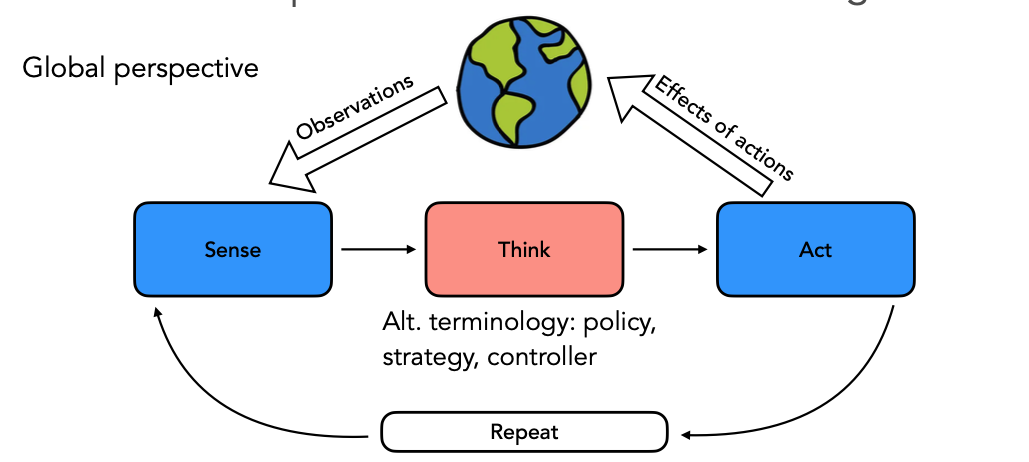 Global perspective
Observations
Effects of actions
Sense
Think
Act
Alt. terminology: policy,
strategy, controller
Repeat